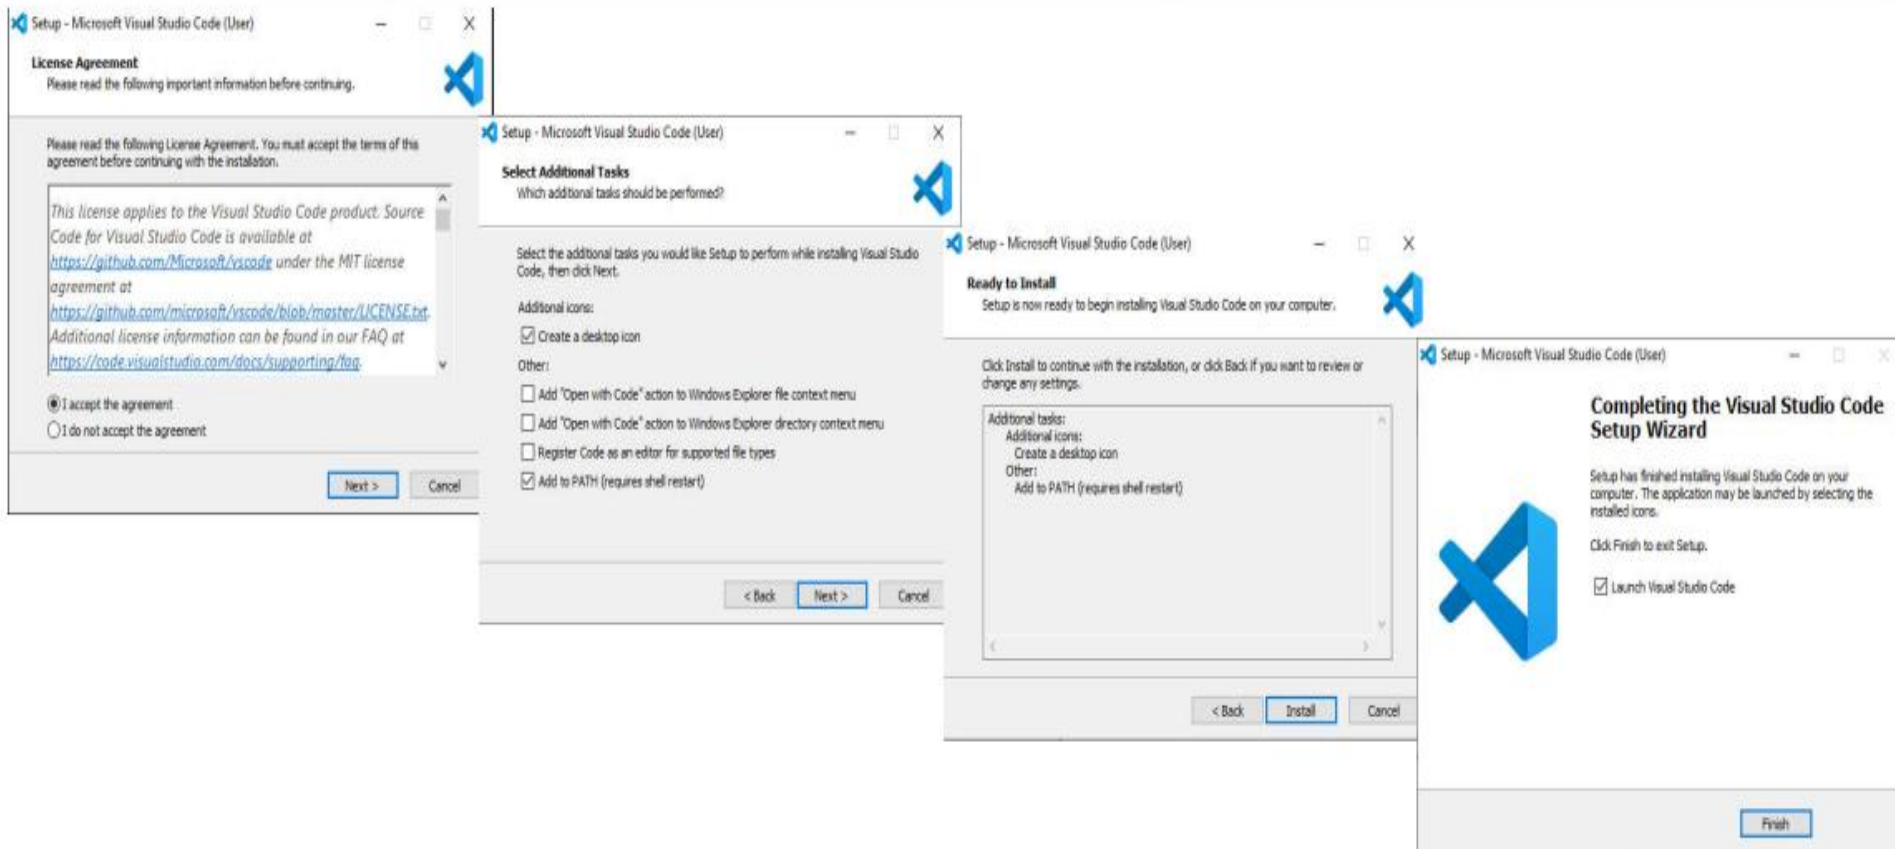 Setup - Microsoft Visual Studio Code (User)
License Agreement
Please read the following important information before continuing.
Please read the following License Agreement. You must accept the terms of this
agreement before continuing with the installation.
This license applies to the Visual Studio Code product. Source
Code for Visual Studio Code is available at
https://github.com/Microsoft/vscode under the MIT license
agreement at
https://github.com/microsoft/vscode/blob/master/LICENSE.txt.
Additional license information can be found in our FAQ at
https://code.visualstudio.com/docs/supporting/faq.
I accept the agreement
I do not accept the agreement
Next >
Cancel
Setup - Microsoft Visual Studio Code (User)
Select Additional Tasks
Which additional tasks should be performed?
Select the additional tasks you would like Setup to perform while installing Visual Studio
Code, then click Next.
Additional icons:
Create a desktop icon
Other:
Add "Open with Code" action to Windows Explorer file context menu
Add "Open with Code" action to Windows Explorer directory context menu
Register Code as an editor for supported file types
Add to PATH (requires shell restart)
< Back
Next >
Cancel
Setup - Microsoft Visual Studio Code (User)
Ready to Install
Setup is now ready to begin installing Visual Studio Code on your computer.
Click Install to continue with the installation, or click Back if you want to review or
change any settings.
Additional tasks:
Additional icons:
Create a desktop icon
Other:
Add to PATH (requires shell restart)
< Back
Install
Cancel
Setup - Microsoft Visual Studio Code (User)
Completing the Visual Studio Code
Setup Wizard
Setup has finished installing Visual Studio Code on your
computer. The application may be launched by selecting the
installed icons.
Click Finish to exit Setup.
Launch Visual Studio Code
Finish